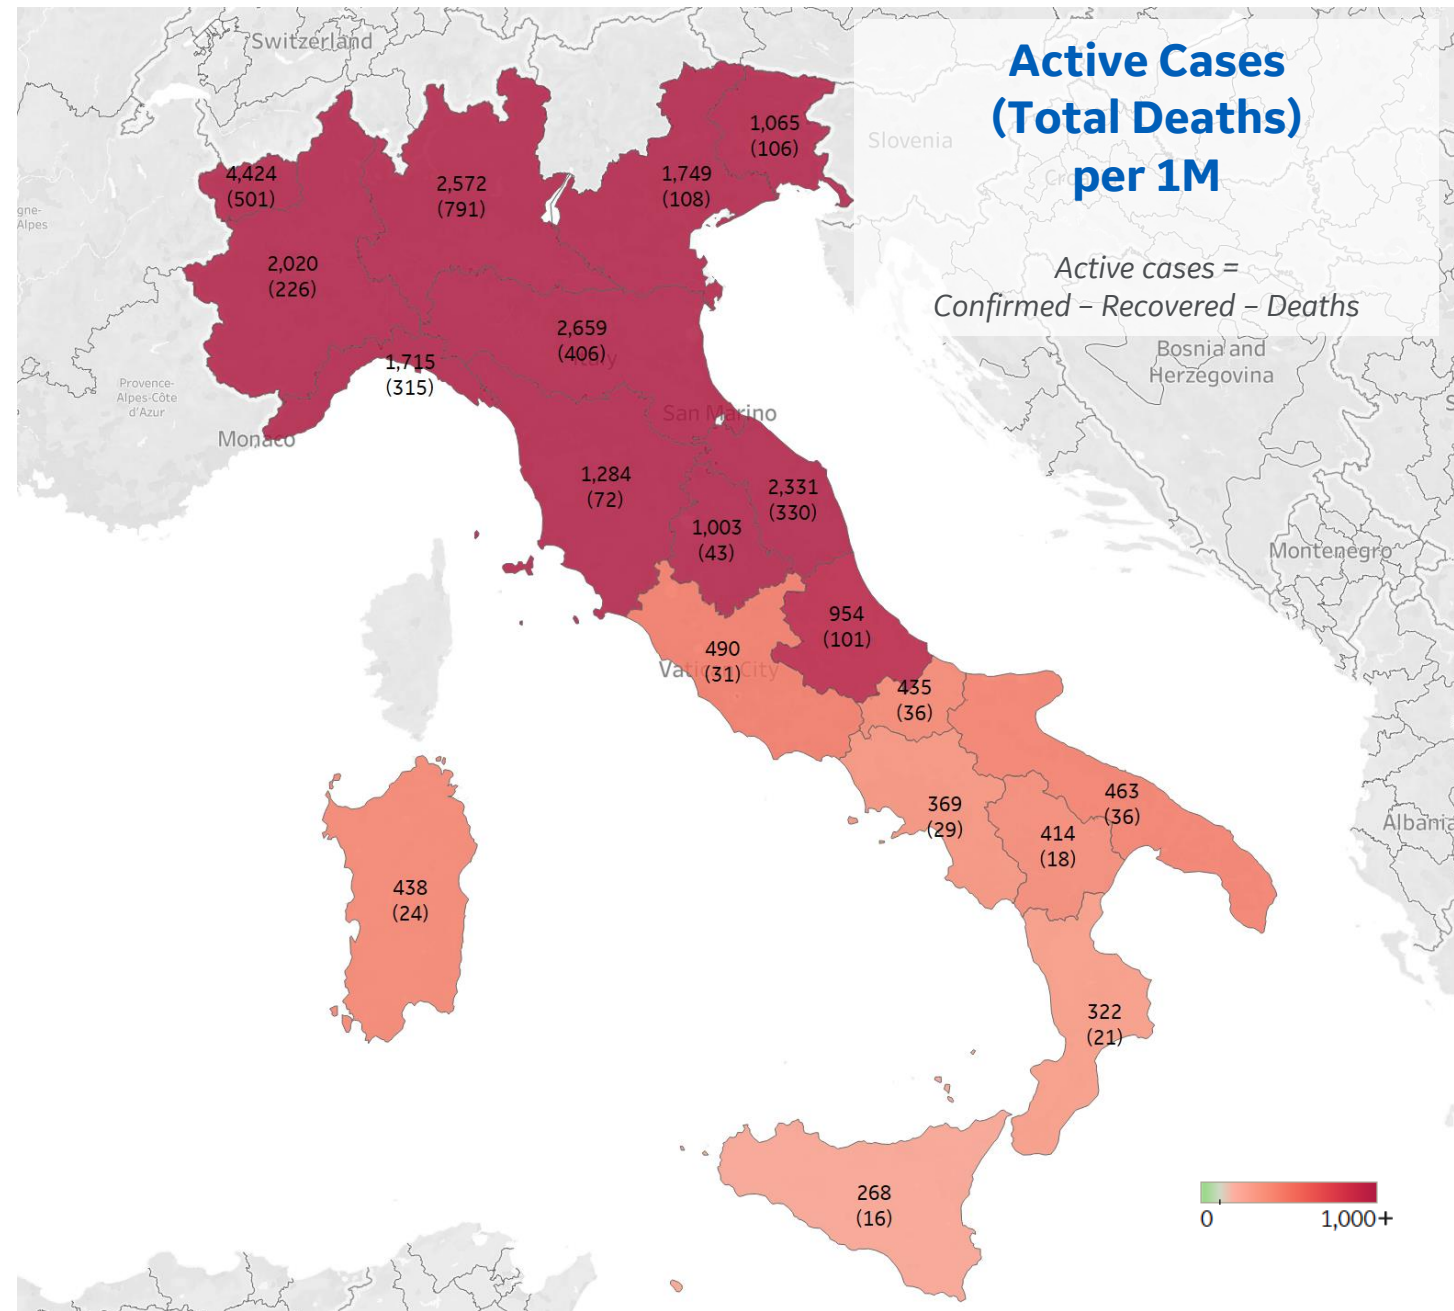 Switzerland
Active Cases
(Total Deaths)
per 1M
Active cases =
Confirmed – Recovered – Deaths
Slovenia
1,065
(106)
4,424
(501)
2,572
(791)
1,749
(108)
gne-
Alpes
2,020
(226)
2,659
(406)
Italy
1,715
(315)
Bosnia and
Herzegovina
Provence-
Alpes-Côte
d'Azur
Monaco
San Marino
1,284
(72)
2,331
(330)
1,003
(43)
Montenegro
954
(101)
490
(31)
Vatican City
435
(36)
463
(36)
369
(29)
414
(18)
Albania
438
(24)
322
(21)
268
(16)
0
1,000+